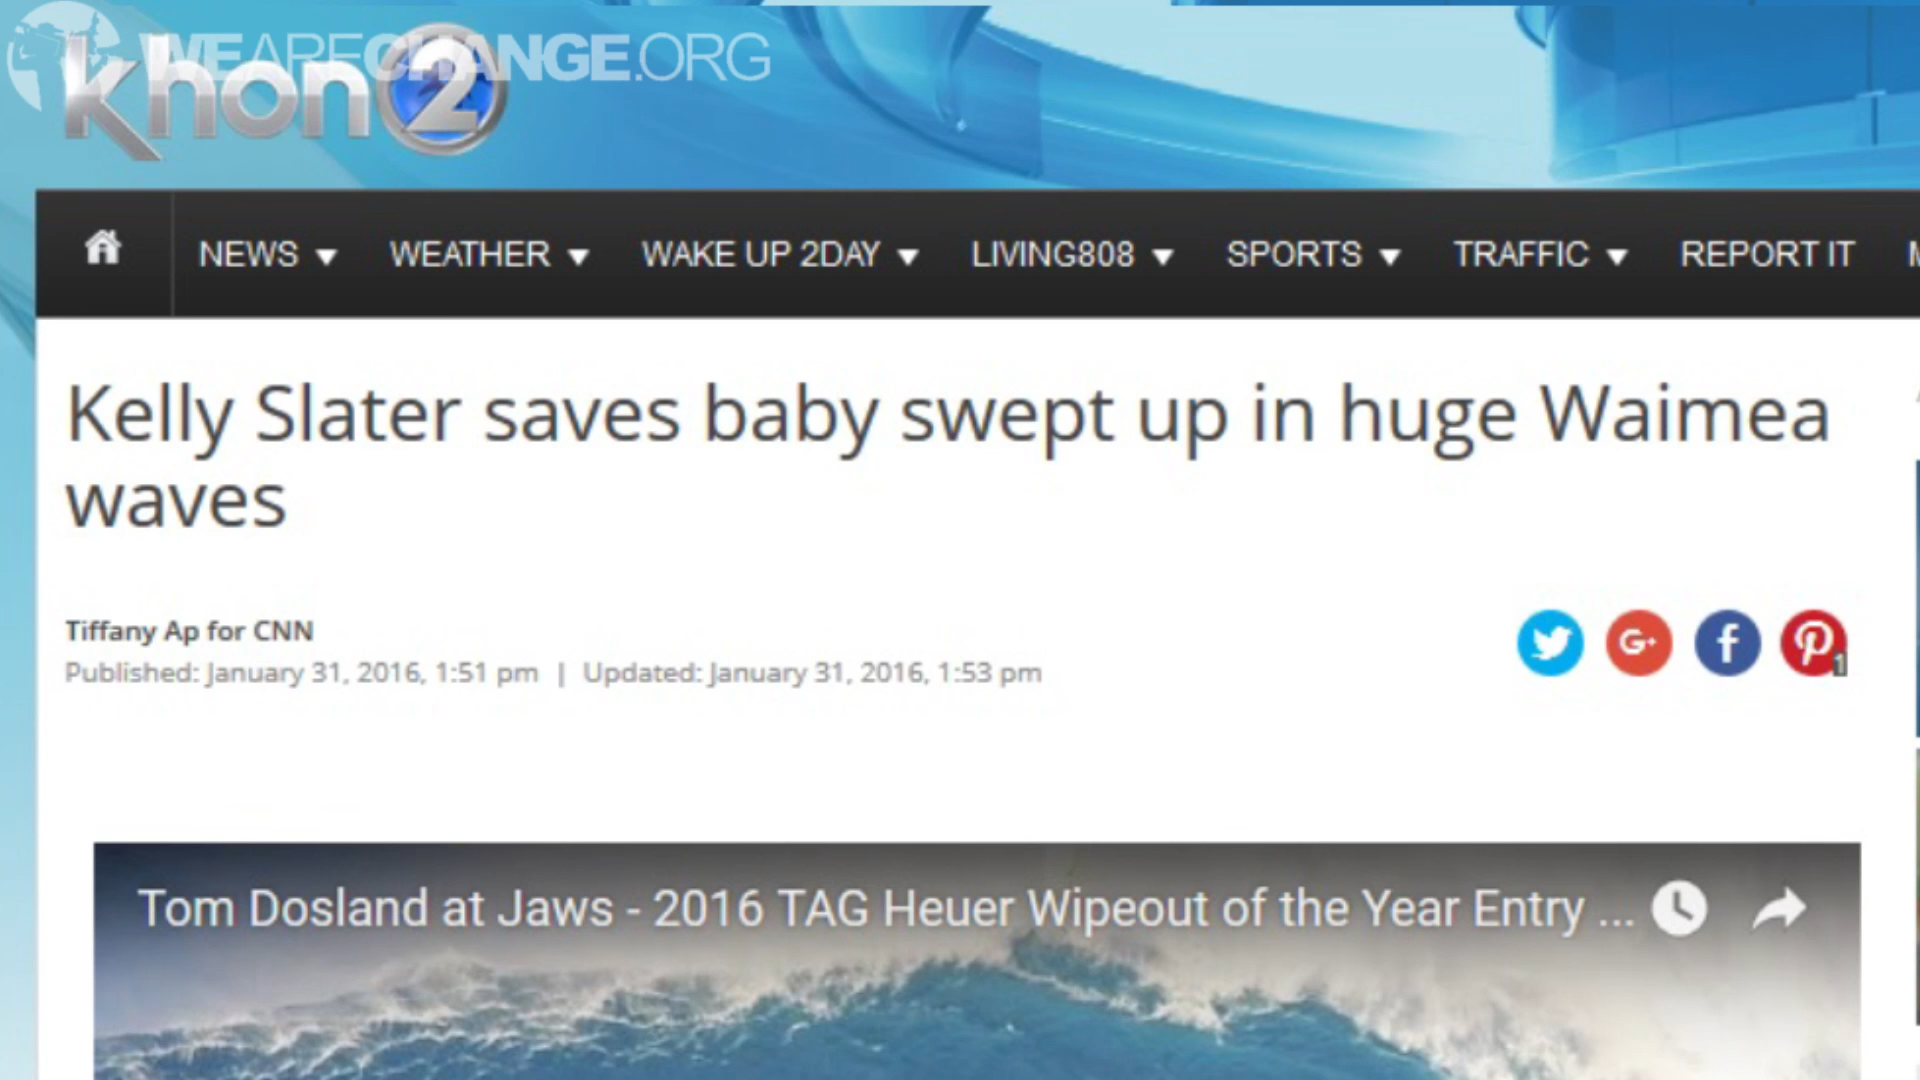 WEARECHANGE.ORG
khon2
NEWS WEATHER WAKE UP 2DAY LIVING808 SPORTS TRAFFIC REPORT IT
Kelly Slater saves baby swept up in huge Waimea
waves
Tiffany Ap for CNN
Published: January 31, 2016, 1:51 pm | Updated: January 31, 2016, 1:53 pm
G+ f 1
Tom Dosland at Jaws - 2016 TAG Heuer Wipeout of the Year Entry ...